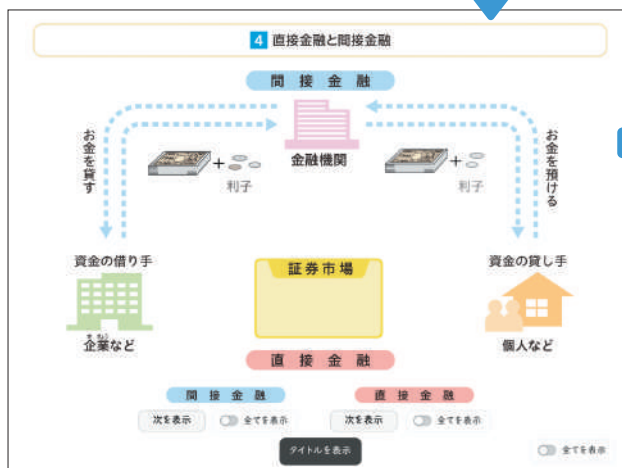 4 直接金融と間接金融
間接金融
お金を貸す
利子
金融機関
利子
お金を預ける
資金の借り手
企業など
き ぎょう
証券市場
資金の貸し手
個人など
直接金融
間接金融
直接金融
次を表示
全てを表示
次を表示
全てを表示
タイトルを表示
全てを表示